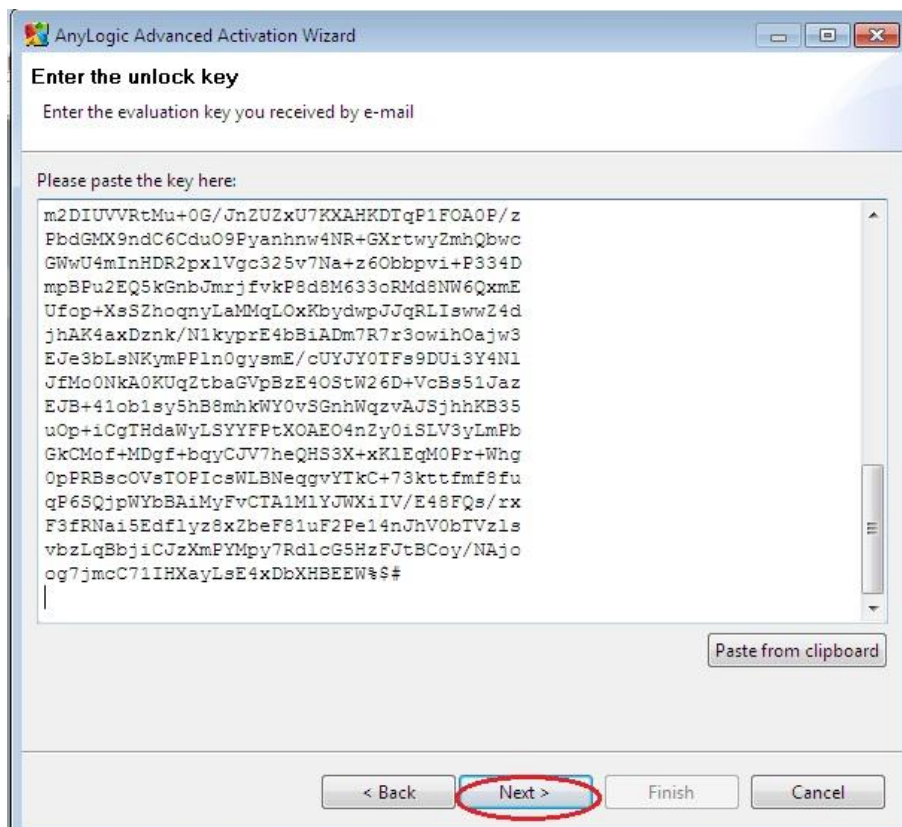 AnyLogic Advanced Activation Wizard
Enter the unlock key
Enter the evaluation key you received by e-mail
Please paste the key here:
m2DIUVVRtMu+0G/JnZUZxU7KXAHKDTqP1FOA0P/z
PbdGMX9ndC6CduO9Pyanhnw4NR+GXrtwyZmhQbwc
GWwU4mInHDR2pxlVgc325v7Na+z6Obbpvi+P334D
mpBPu2EQ5kGnbJmrjfvkP8d8M633oRMd8NW6QxmE
Ufop+XsSZhoqnyLaMMqLOxKbydwpJJqRLIswwZ4d
jhAK4axDznk/N1kyprE4bBiADm7R7r3owihOajw3
EJe3bLsNKymPPln0gysmE/cUYJY0TFs9DUi3Y4Nl
JfMo0NkA0KUqZtbaGVpBzE4OStW26D+VcBs51Jaz
EJB+41ob1sy5hB8mhkWY0vSGnhWqzvAJSjhhKB35
uOp+iCgTHdaWyLSYYFPtXOAEO4nZy0iSLV3yLmPb
GkCMof+MDgf+bqyCJV7heQHS3X+xKlEqM0Pr+Whg
0pPRBscOVsTOPIcsWLBNeqgvYTkC+73kttfmf8fu
qP6SQjpWYbBAiMyFvCTA1MlYJWXiIV/E48FQs/rx
F3fRNai5Edflyz8xZbeF81uF2Pe14nJhV0bTVzls
vbzLqBbjiCJzXmPYMpy7RdlcG5HzFJtBCoy/NAjo
og7jmcC71IHXayLsE4xDbXHBEEW%$#
Paste from clipboard
< Back
Next >
Finish
Cancel